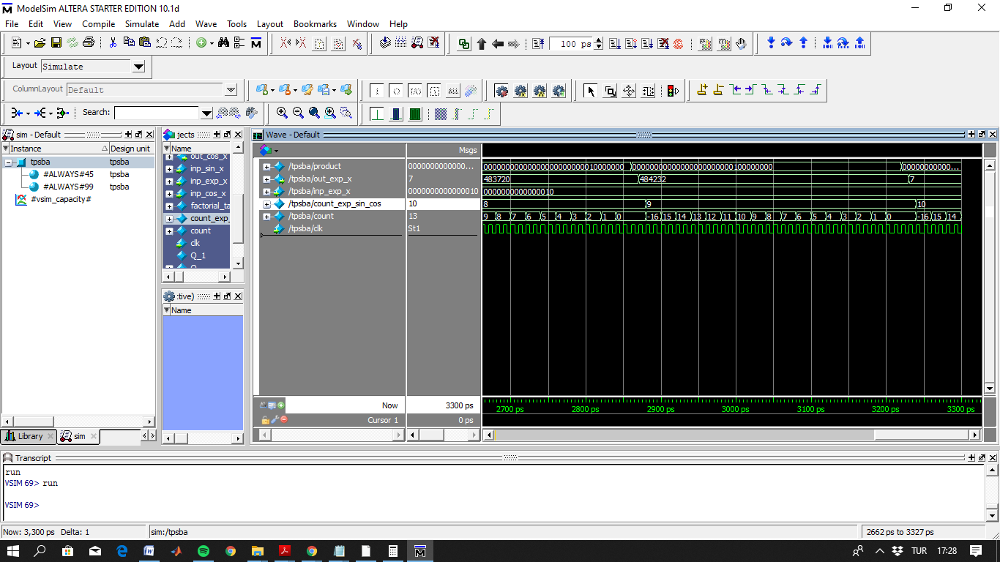 ModelSim ALTERA STARTER EDITION 10.1d
File Edit View Compile Simulate Add Wave Tools Layout Bookmarks Window Help
100 ps
Layout Simulate
ColumnLayout Default
ALL
Search:
sim - Default
Instance Design unit
tpsba tpsba
#ALWAYS#45 tpsba
#ALWAYS#99 tpsba
#vsim_capacity#
Library sim
jects
Name
out_cos_x
inp_sin_x
inp_exp_x
inp_cos_x
factorial_ta
count_exp_
count
clk
Q_1
:tive)
Name
Wave - Default
Msgs
/tpsba/product 0000000000000... 00000000000000000000000100000000 00000000000...
/tpsba/out_exp_x 7 483720 484232 7
/tpsba/inp_exp_x 0000000000000010 0000000000000010
/tpsba/count_exp_sin_cos 10 8 9 10
/tpsba/count 13 9 8 7 6 5 4 3 2 1 0 -16 15 14 13 12 11 10 9 8 7 6 5 4 3 2 1 0 -16 15 14
/tpsba/clk St1
Now 3300 ps
Cursor 1 0 ps
2700 ps 2800 ps 2900 ps 3000 ps 3100 ps 3200 ps 3300 ps
Transcript
run
VSIM 69> run
VSIM 69>
Now: 3,300 ps Delta: 1 sim:/tpsba 2662 ps to 3327 ps
TUR 17:28